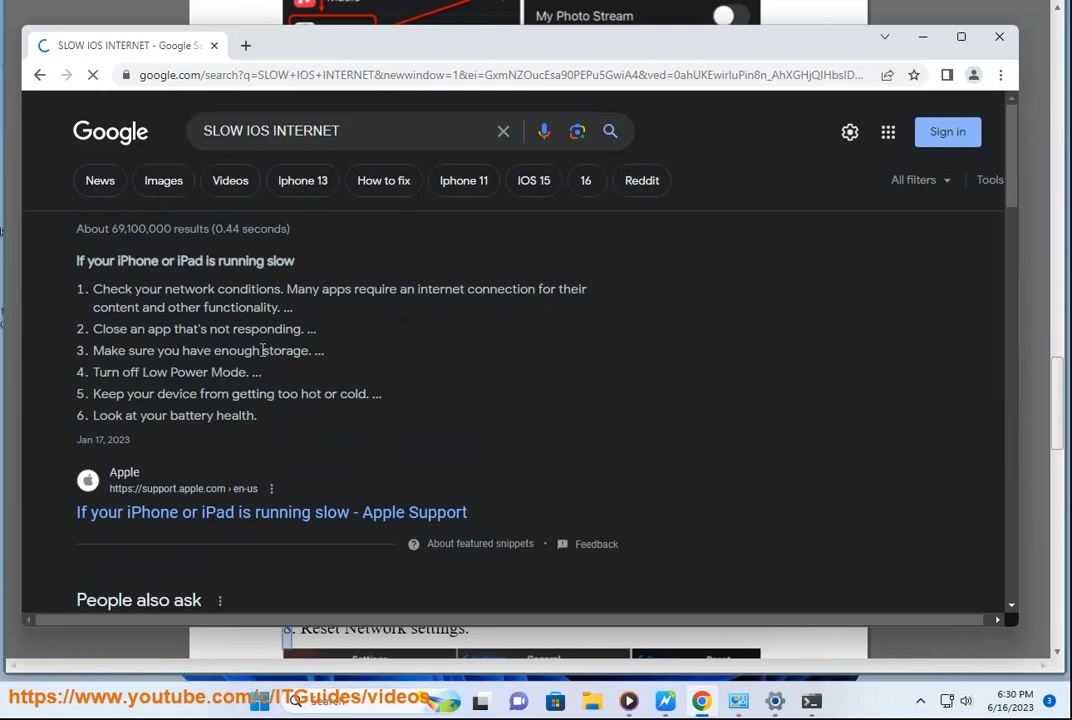 My Photo Stream
SLOW IOS INTERNET - Google Se
google.com/search?q=SLOW+IOS+INTERNET&newwindow=1&ei=GxmNZOucEsa90PEPu5GwiA4&ved=0ahUKEwirluPin8n_AhXGHjQIHbsID...
Google
SLOW IOS INTERNET
Sign in
News
Images
Videos
Iphone 13
How to fix
Iphone 11
IOS 15
16
Reddit
All filters
Tools
About 69,100,000 results (0.44 seconds)
If your iPhone or iPad is running slow
1. Check your network conditions. Many apps require an internet connection for their
content and other functionality. ...
2. Close an app that's not responding. ...
3. Make sure you have enough storage. ...
4. Turn off Low Power Mode. ...
5. Keep your device from getting too hot or cold. ...
6. Look at your battery health.
Jan 17, 2023
Apple
https://support.apple.com › en-us
If your iPhone or iPad is running slow - Apple Support
About featured snippets
Feedback
People also ask
8. Reset Network settings.
https://www.youtube.com/c/ITGuides/videos
Search
6:30 PM
6/16/2023
3